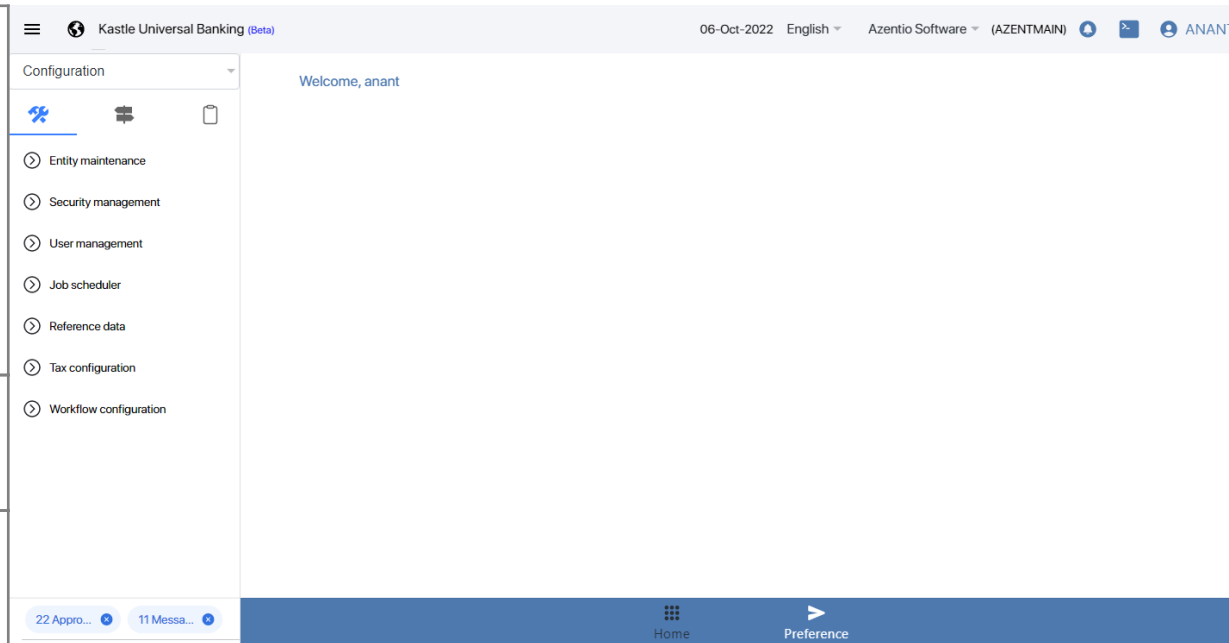 Kastle Universal Banking (Beta)
06-Oct-2022 English Azentio Software (AZENTMAIN) ANANT
Configuration
Welcome, anant
Entity maintenance
Security management
User management
Job scheduler
Reference data
Tax configuration
Workflow configuration
22 Appro... 11 Messa...
Home Preference